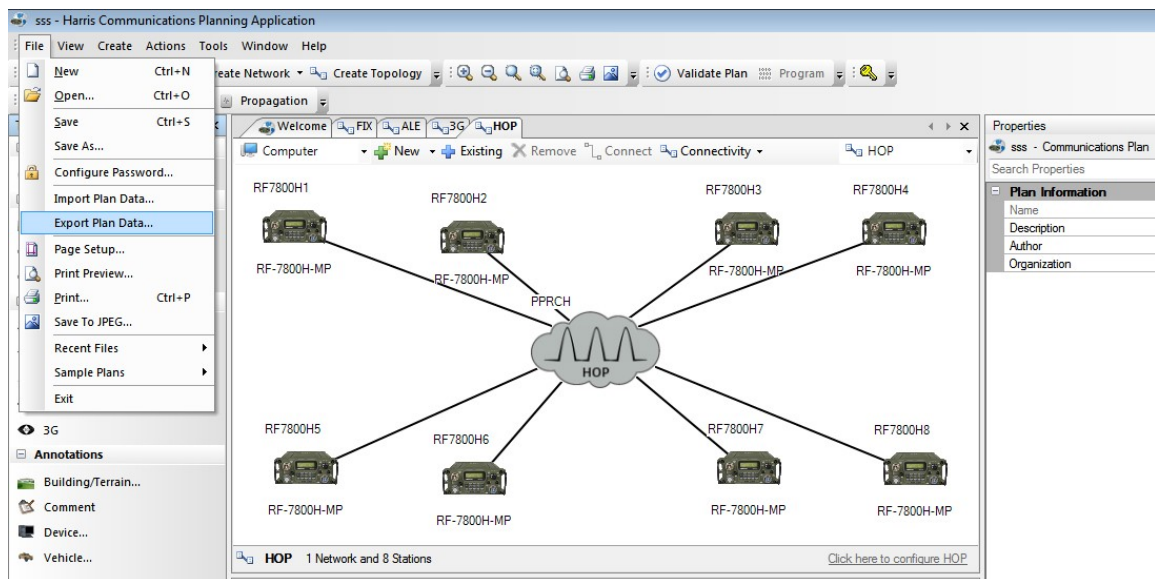 sss - Harris Communications Planning Application
File View Create Actions Tools Window Help
New Ctrl+N
Open... Ctrl+O
Save Ctrl+S
Save As...
Configure Password...
Import Plan Data...
Export Plan Data...
Page Setup...
Print Preview...
Print... Ctrl+P
Save To JPEG...
Recent Files
Sample Plans
Exit
Network Create Topology Validate Plan Program
Propagation
Welcome FIX ALE 3G HOP
Computer New Existing Remove Connect Connectivity HOP
RF7800H1 RF7800H2 RF7800H3 RF7800H4
RF-7800H-MP RF-7800H-MP RF-7800H-MP RF-7800H-MP
PPRCH
HOP
RF7800H5 RF7800H6 RF7800H7 RF7800H8
RF-7800H-MP RF-7800H-MP RF-7800H-MP RF-7800H-MP
HOP 1 Network and 8 Stations Click here to configure HOP
3G
Annotations
Building/Terrain...
Comment
Device...
Vehicle...
Properties
sss - Communications Plan
Search Properties
Plan Information
Name
Description
Author
Organization